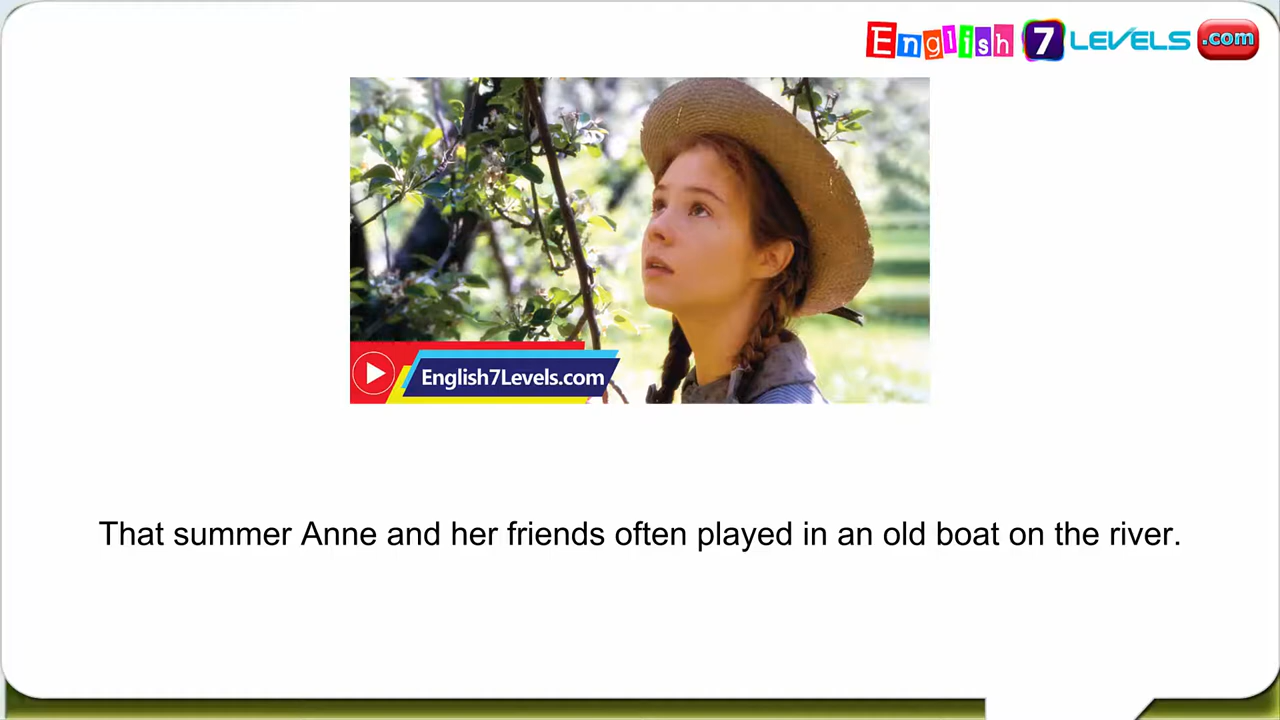 English 7 LEVELS .com
English7Levels.com
That summer Anne and her friends often played in an old boat on the river.